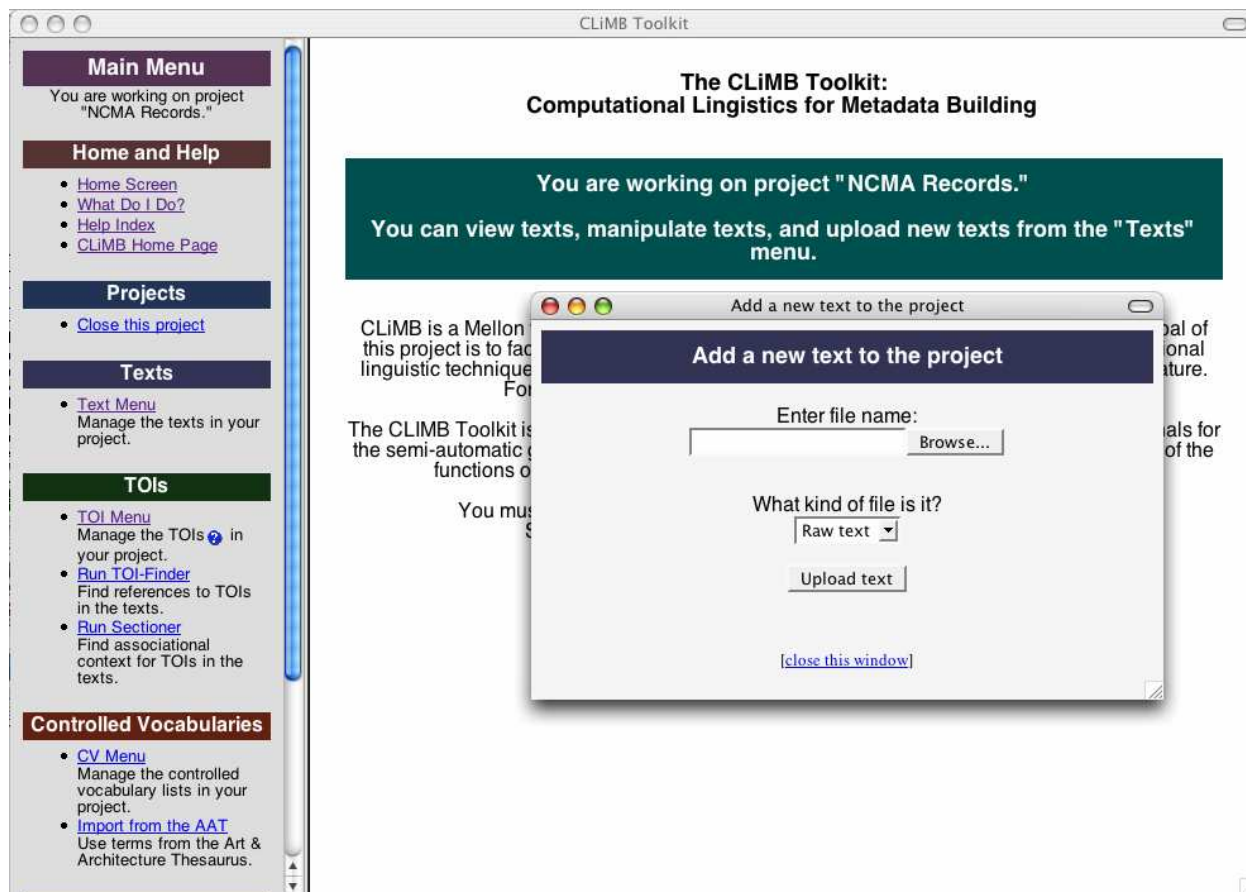 CLiMB Toolkit
Main Menu
You are working on project
"NCMA Records."
Home and Help
Home Screen
What Do I Do?
Help Index
CLiMB Home Page
Projects
Close this project
Texts
Text Menu
Manage the texts in your
project.
TOIs
TOI Menu
Manage the TOIs ? in
your project.
Run TOI-Finder
Find references to TOIs
in the texts.
Run Sectioner
Find associational
context for TOIs in the
texts.
Controlled Vocabularies
CV Menu
Manage the controlled
vocabulary lists in your
project.
Import from the AAT
Use terms from the Art &
Architecture Thesaurus.
The CLiMB Toolkit:
Computational Lingistics for Metadata Building
You are working on project "NCMA Records."
You can view texts, manipulate texts, and upload new texts from the "Texts"
menu.
CLiMB is a Mellon of
this project is to
linguistic
The CLIMB Toolkit is for
the semi-automatic of the
functions
You
Add a new text to the project
Add a new text to the project
Enter file name:
Browse...
What kind of file is it?
Raw text
Upload text
[close this window]